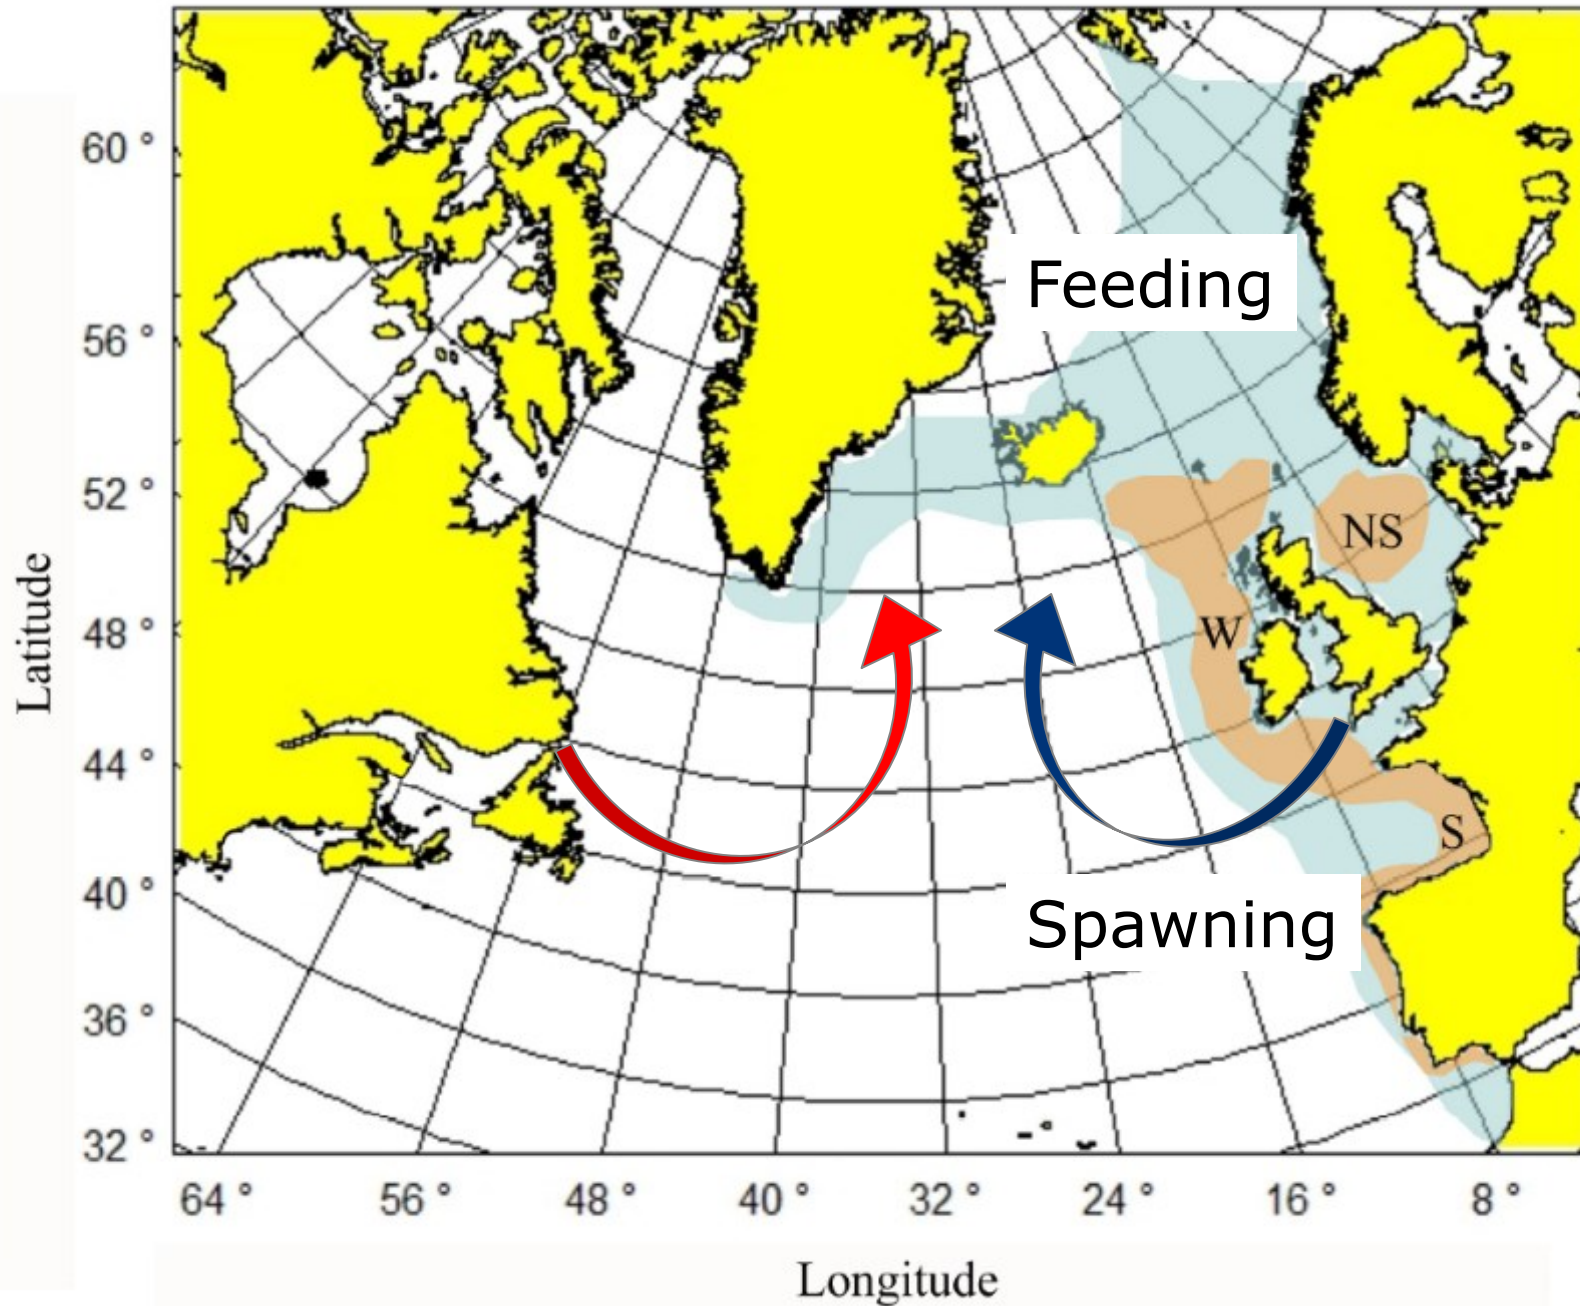 60 °
56 °
52 °
48 °
44 °
40 °
36 °
32 °
Latitude
Feeding
NS
W
S
Spawning
64 ° 56 ° 48 ° 40 ° 32 ° 24 ° 16 ° 8 °
Longitude